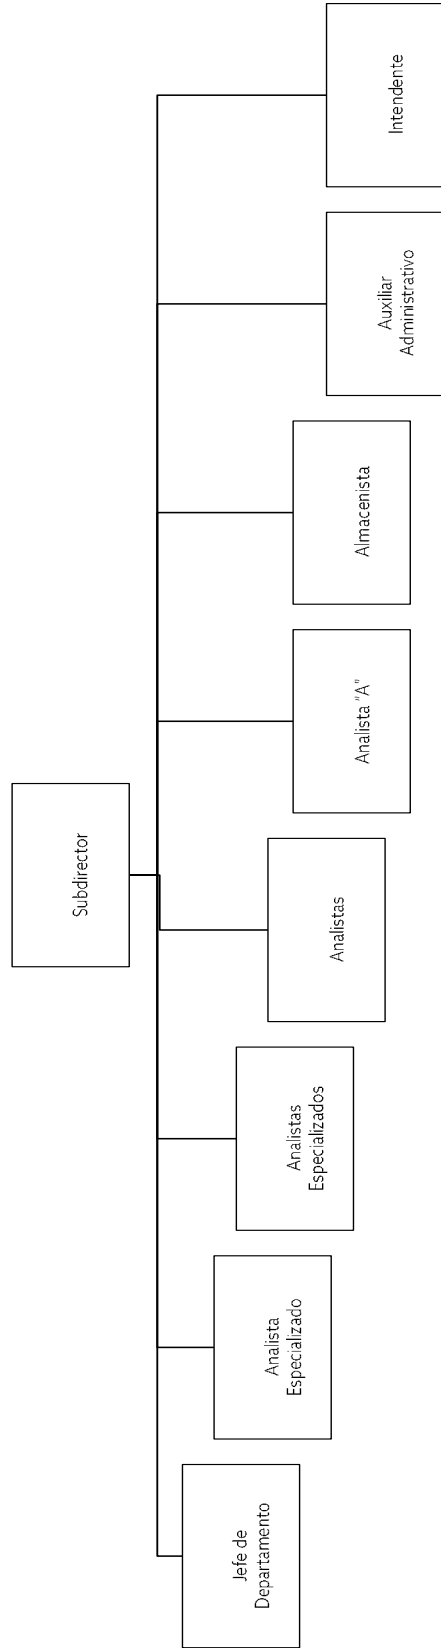 Subdirector
Jefe de
Departamento
Analista
Especializado
Analistas
Especializados
Analistas
Analista "A"
Almacenista
Auxiliar
Administrativo
Intendente